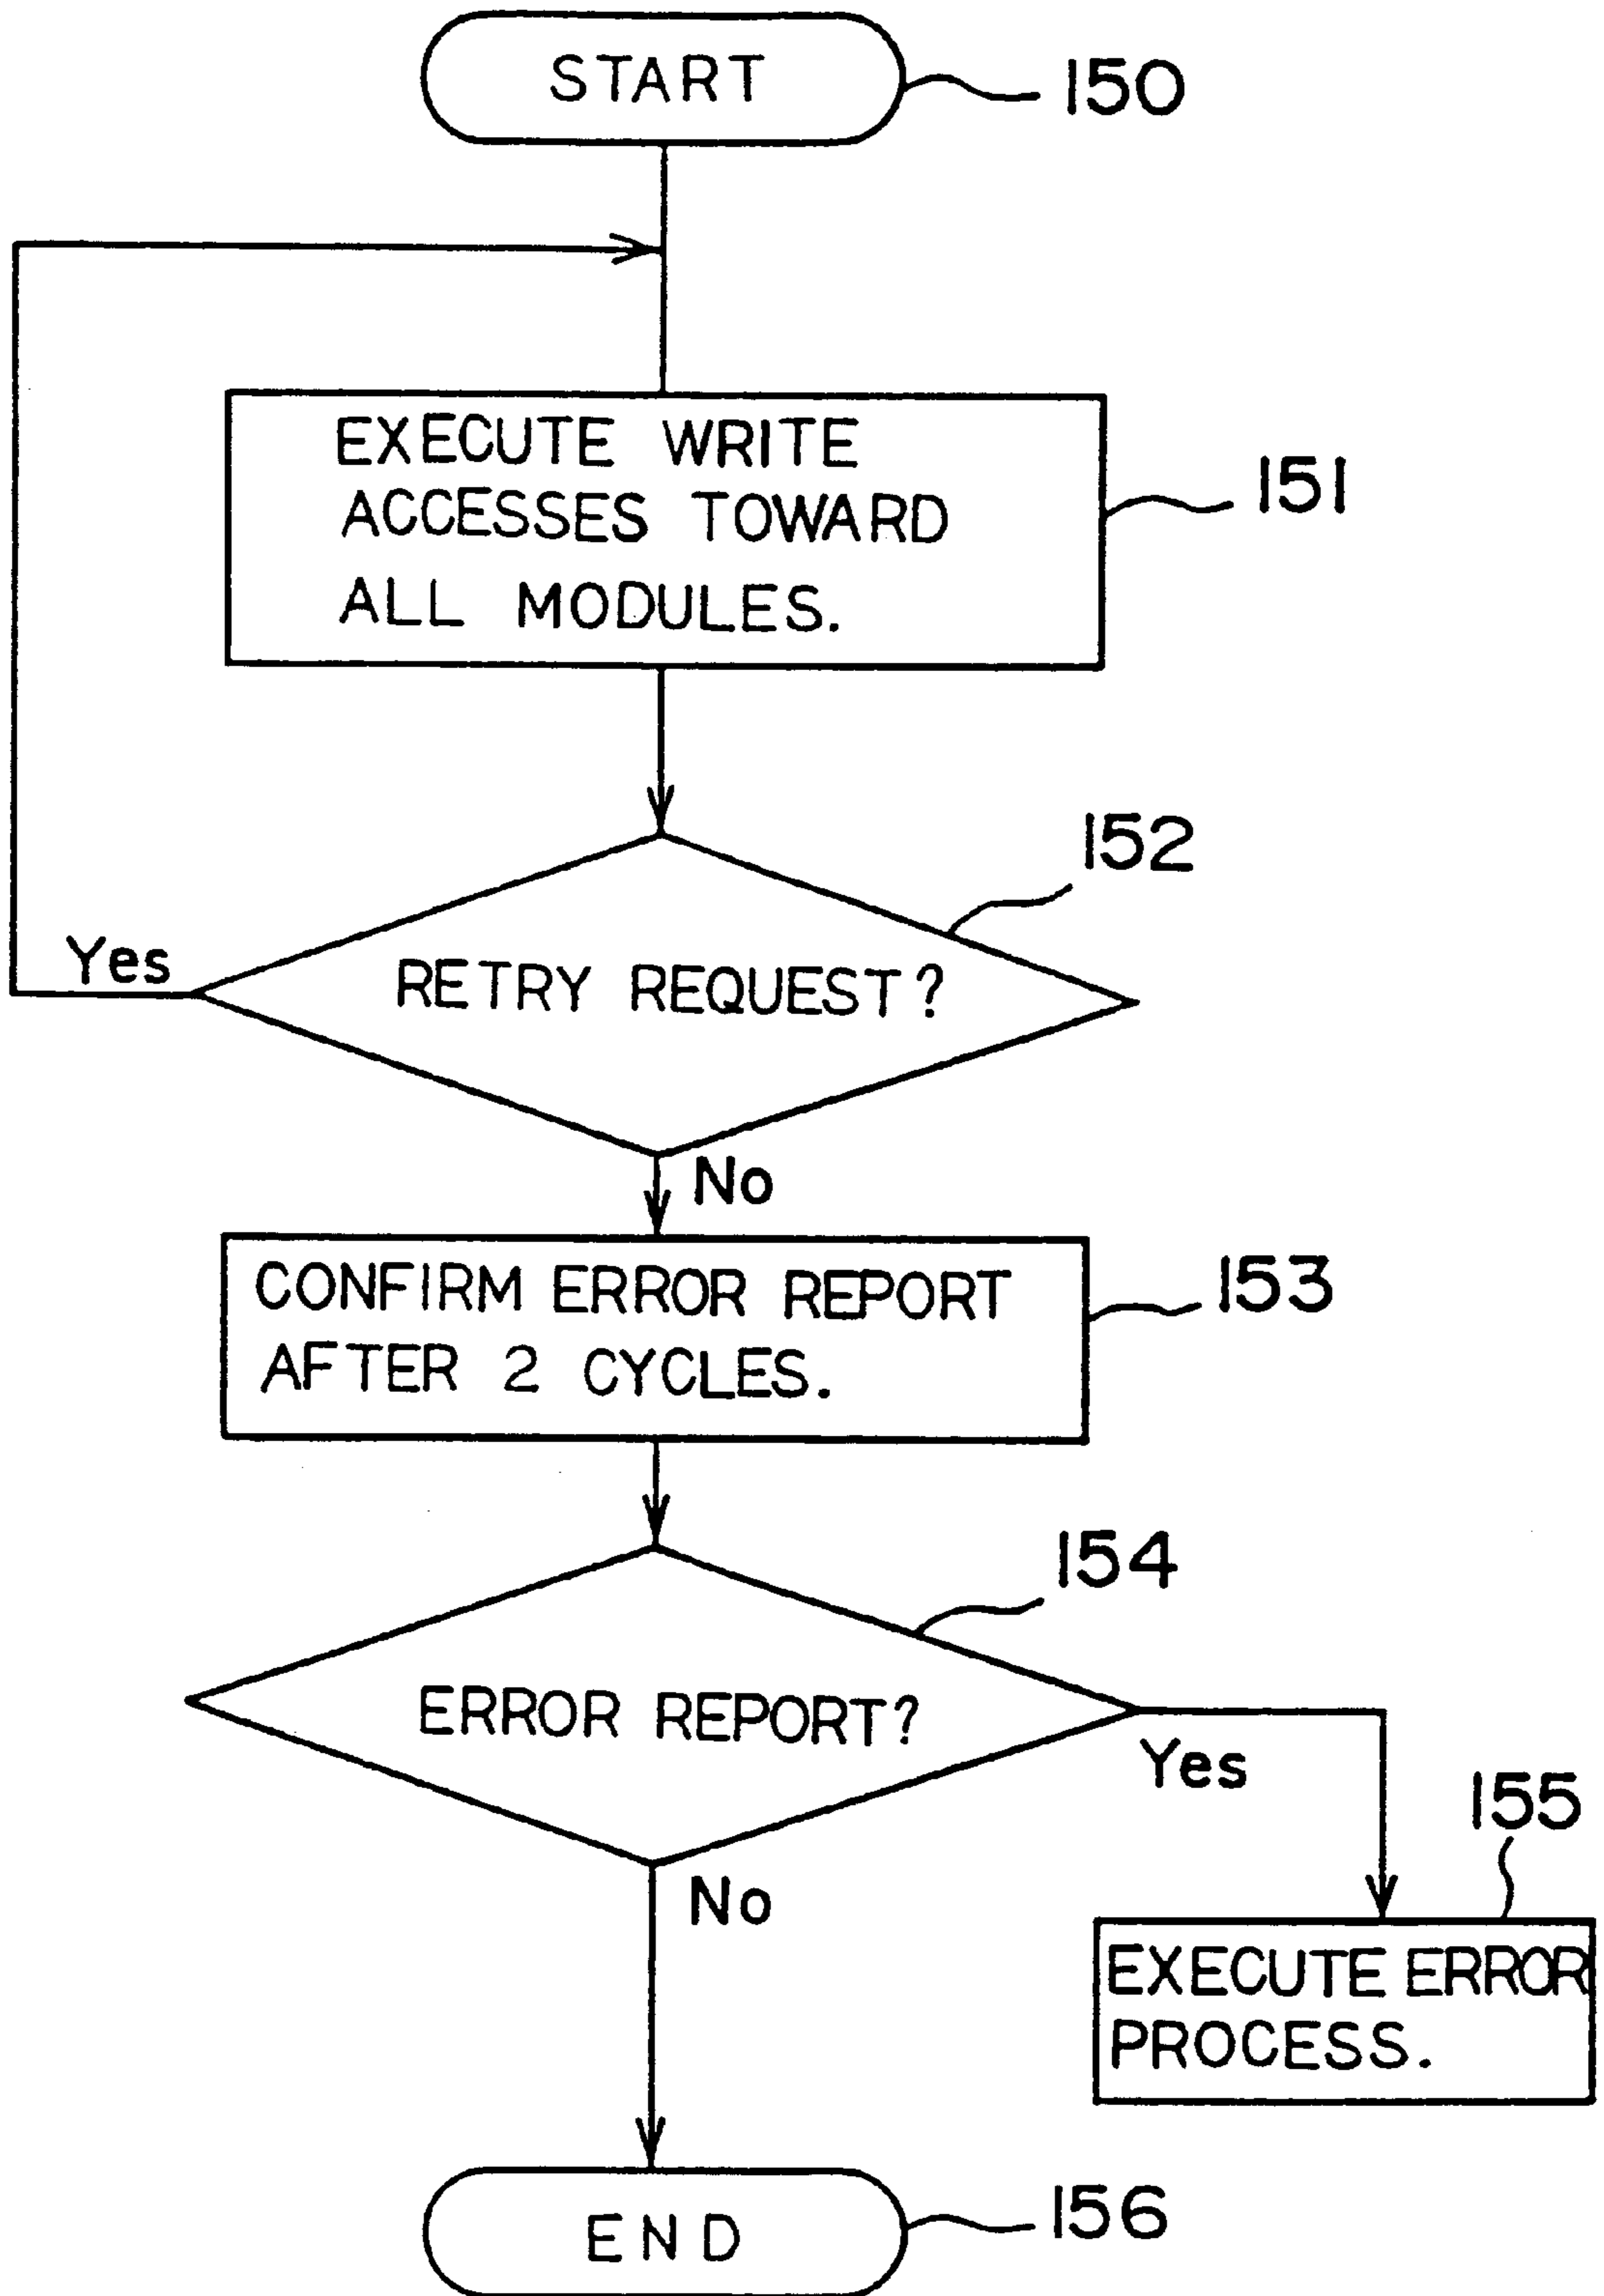 START
150
EXECUTE WRITE
ACCESSES TOWARD
ALL MODULES.
151
152
Yes
RETRY REQUEST?
No
CONFIRM ERROR REPORT
AFTER 2 CYCLES.
153
154
ERROR REPORT?
Yes
155
No
EXECUTE ERROR
PROCESS.
END
156